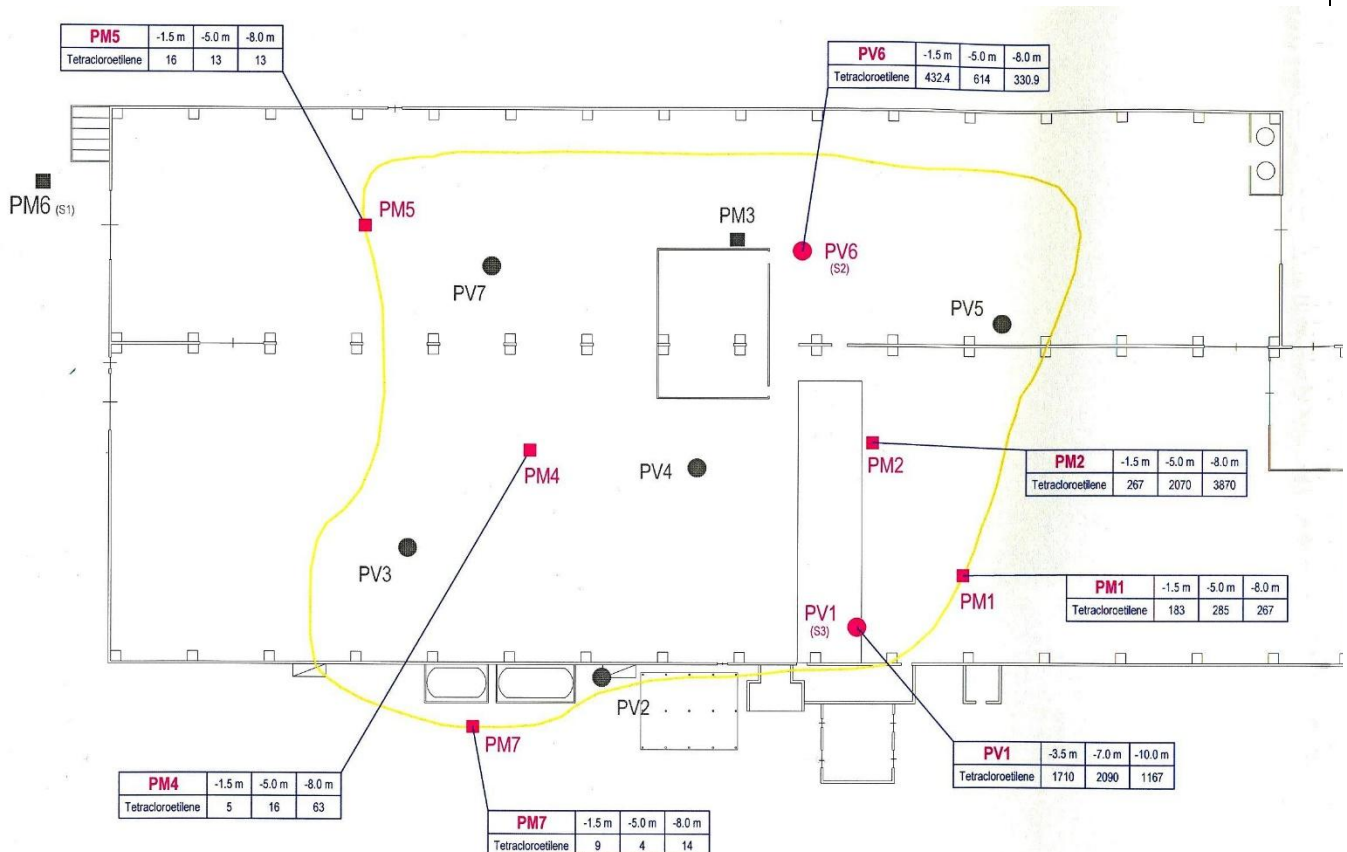 PM5 -1.5 m -5.0 m -8.0 m
Tetracloroetilene 16 13 13
PV6 -1.5 m -5.0 m -8.0 m
Tetracloroetilene 432.4 614 330.9
PM6 (S1)
PM5
PM3
PV6
(S2)
PV7
PV5
PM4
PV4
PM2
PM2 -1.5 m -5.0 m -8.0 m
Tetracloroetilene 267 2070 3870
PV3
PM1
PM1 -1.5 m -5.0 m -8.0 m
Tetracloroetilene 183 285 267
PV1
(S3)
PV2
PM7
PV1 -3.5 m -7.0 m -10.0 m
Tetracloroetilene 1710 2090 1167
PM4 -1.5 m -5.0 m -8.0 m
Tetracloroetilene 5 16 63
PM7 -1.5 m -5.0 m -8.0 m
Tetracloroetilene 9 4 14